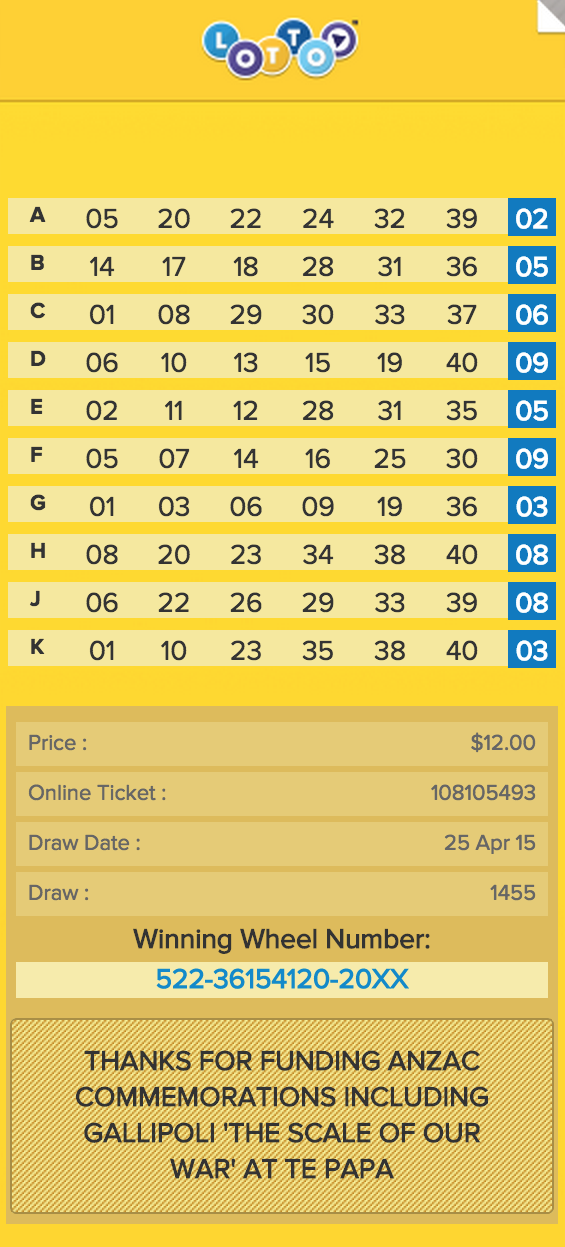 LOTTO
A 05 20 22 24 32 39 02
B 14 17 18 28 31 36 05
C 01 08 29 30 33 37 06
D 06 10 13 15 19 40 09
E 02 11 12 28 31 35 05
F 05 07 14 16 25 30 09
G 01 03 06 09 19 36 03
H 08 20 23 34 38 40 08
J 06 22 26 29 33 39 08
K 01 10 23 35 38 40 03
Price : $12.00
Online Ticket : 108105493
Draw Date : 25 Apr 15
Draw : 1455
Winning Wheel Number:
522-36154120-20XX
THANKS FOR FUNDING ANZAC
COMMEMORATIONS INCLUDING
GALLIPOLI 'THE SCALE OF OUR
WAR' AT TE PAPA